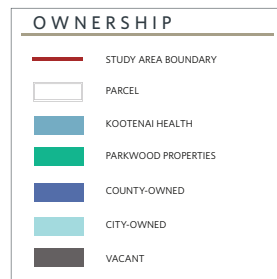 OWNERSHIP
STUDY AREA BOUNDARY
PARCEL
KOOTENAI HEALTH
PARKWOOD PROPERTIES
COUNTY-OWNED
CITY-OWNED
VACANT